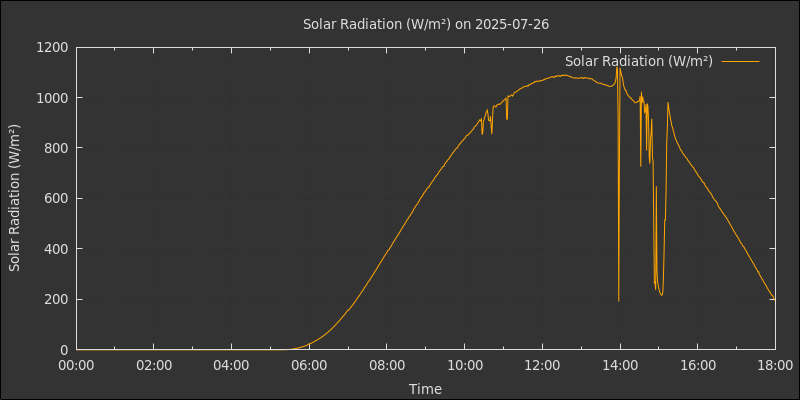 Solar Radiation (W/m²) on 2025-07-26
Solar Radiation (W/m²)
Solar Radiation (W/m²)
1200
1000
800
600
400
200
0
00:00 02:00 04:00 06:00 08:00 10:00 12:00 14:00 16:00 18:00
Time